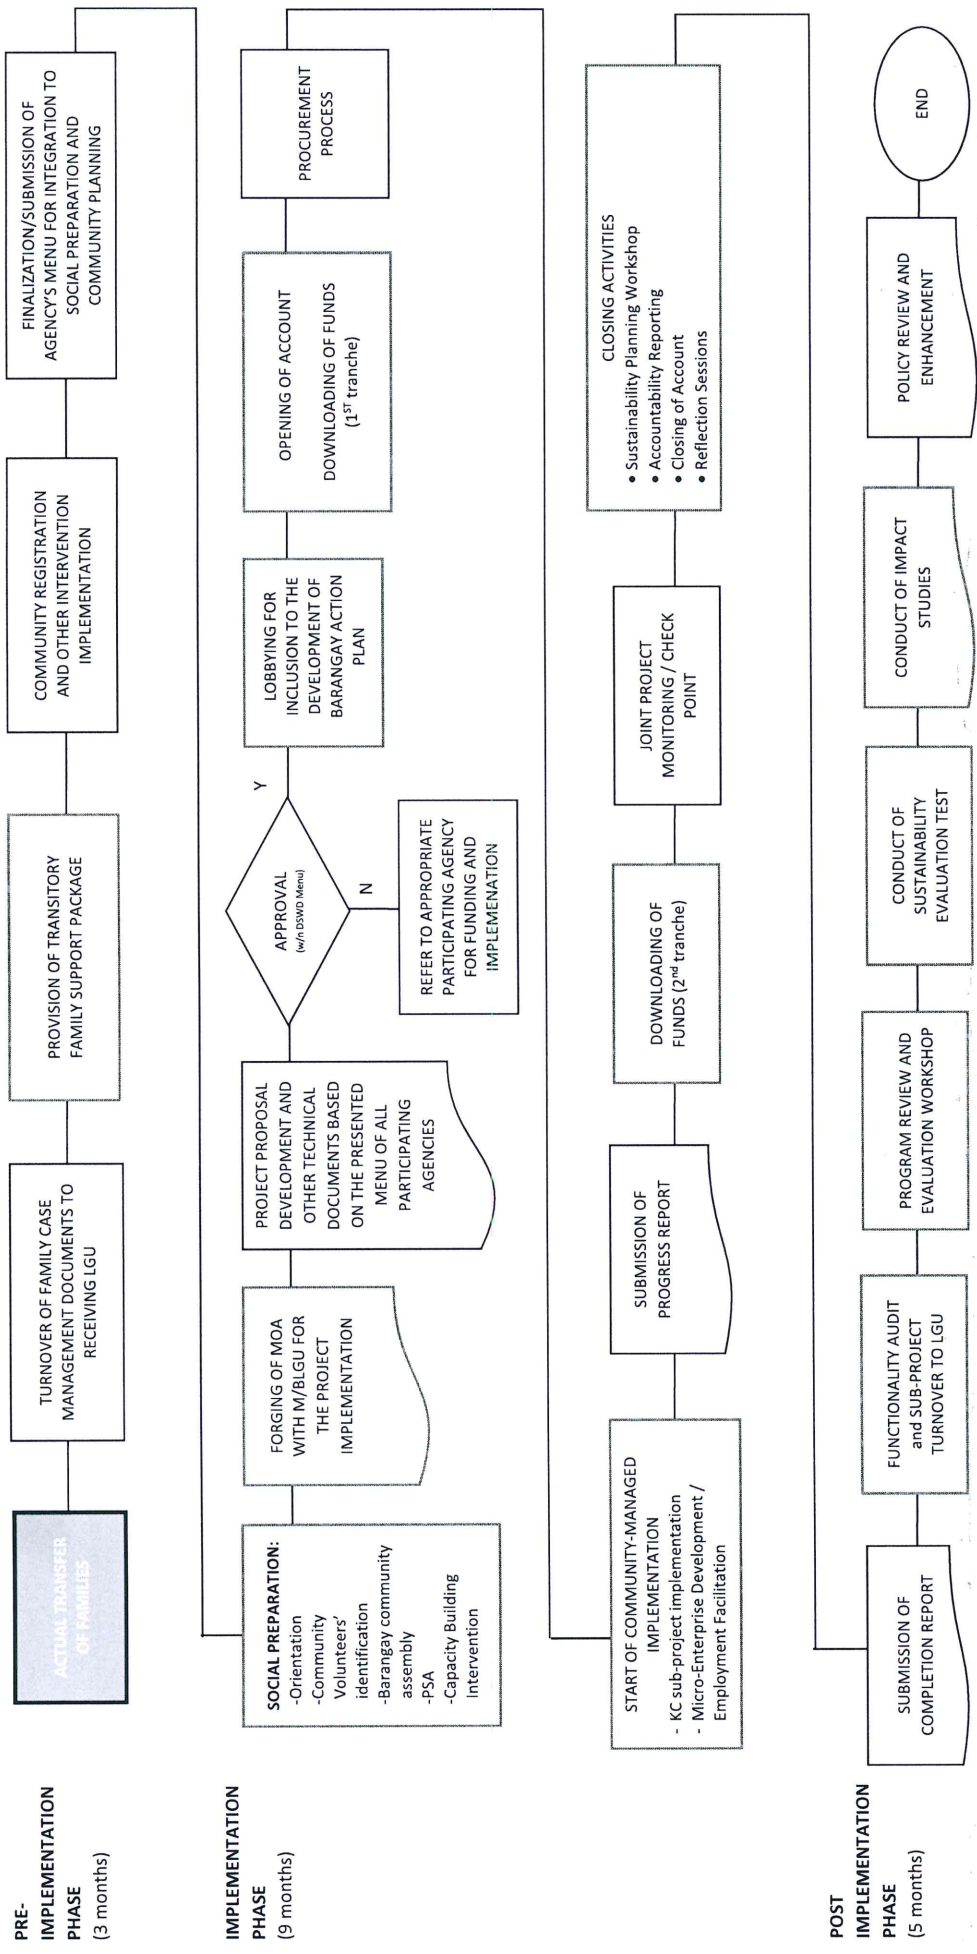 PRE-
IMPLEMENTATION
PHASE
(3 months)
ACTUAL TRANSFER
OF FAMILIES
TURNOVER OF FAMILY CASE
MANAGEMENT DOCUMENTS TO
RECEIVING LGU
PROVISION OF TRANSITORY
FAMILY SUPPORT PACKAGE
COMMUNITY REGISTRATION
AND OTHER INTERVENTION
IMPLEMENTATION
FINALIZATION/SUBMISSION OF
AGENCY'S MENU FOR INTEGRATION TO
SOCIAL PREPARATION AND
COMMUNITY PLANNING
IMPLEMENTATION
PHASE
(9 months)
SOCIAL PREPARATION:
-Orientation
-Community
Volunteers'
identification
-Barangay community
assembly
-PSA
-Capacity Building
Intervention
FORGING OF MOA
WITH M/BLGU FOR
THE PROJECT
IMPLEMENTATION
PROJECT PROPOSAL
DEVELOPMENT AND
OTHER TECHNICAL
DOCUMENTS BASED
ON THE PRESENTED
MENU OF ALL
PARTICIPATING
AGENCIES
APPROVAL
(w/n DSWD Menu)
Y
N
REFER TO APPROPRIATE
PARTICIPATING AGENCY
FOR FUNDING AND
IMPLEMENATION
LOBBYING FOR
INCLUSION TO THE
DEVELOPMENT OF
BARANGAY ACTION
PLAN
OPENING OF ACCOUNT
DOWNLOADING OF FUNDS
(1ST tranche)
PROCUREMENT
PROCESS
START OF COMMUNITY-MANAGED
IMPLEMENTATION
- KC sub-project implementation
- Micro-Enterprise Development /
Employment Facilitation
SUBMISSION OF
PROGRESS REPORT
DOWNLOADING OF
FUNDS (2nd tranche)
JOINT PROJECT
MONITORING / CHECK
POINT
CLOSING ACTIVITIES
• Sustainability Planning Workshop
• Accountability Reporting
• Closing of Account
• Reflection Sessions
POST
IMPLEMENTATION
PHASE
(5 months)
SUBMISSION OF
COMPLETION REPORT
FUNCTIONALITY AUDIT
and SUB-PROJECT
TURNOVER TO LGU
PROGRAM REVIEW AND
EVALUATION WORKSHOP
CONDUCT OF
SUSTAINABILITY
EVALUATION TEST
CONDUCT OF IMPACT
STUDIES
POLICY REVIEW AND
ENHANCEMENT
END